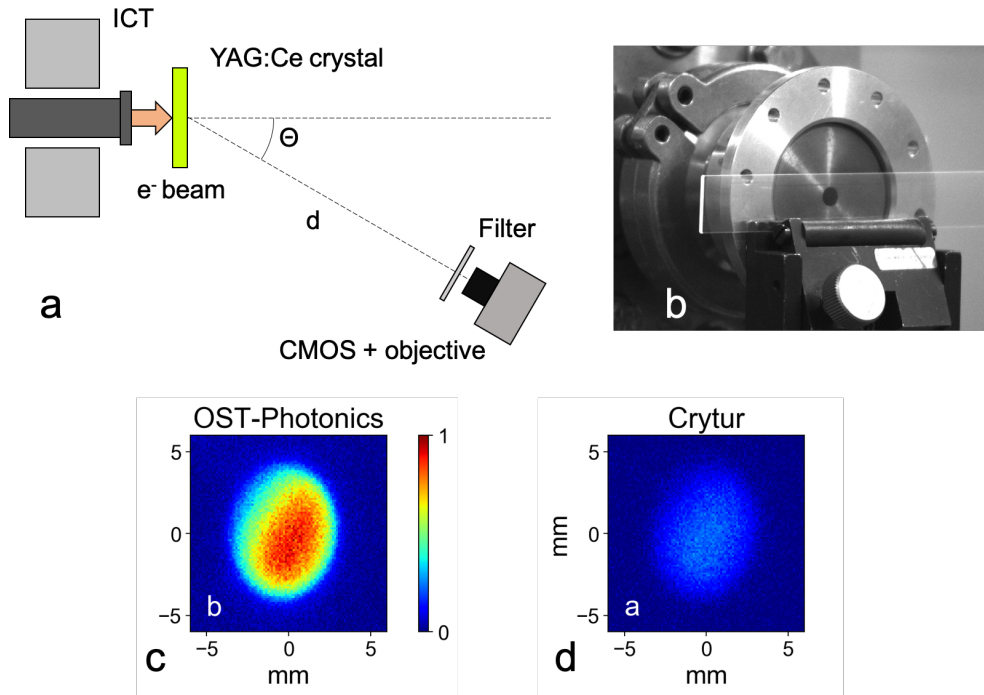 ICT
YAG:Ce crystal
Θ
e- beam
d
Filter
CMOS + objective
a
b
OST-Photonics
5
0
−5
−5
0
5
mm
b
c
1
0
Crytur
mm
5
0
−5
−5
0
5
mm
a
d